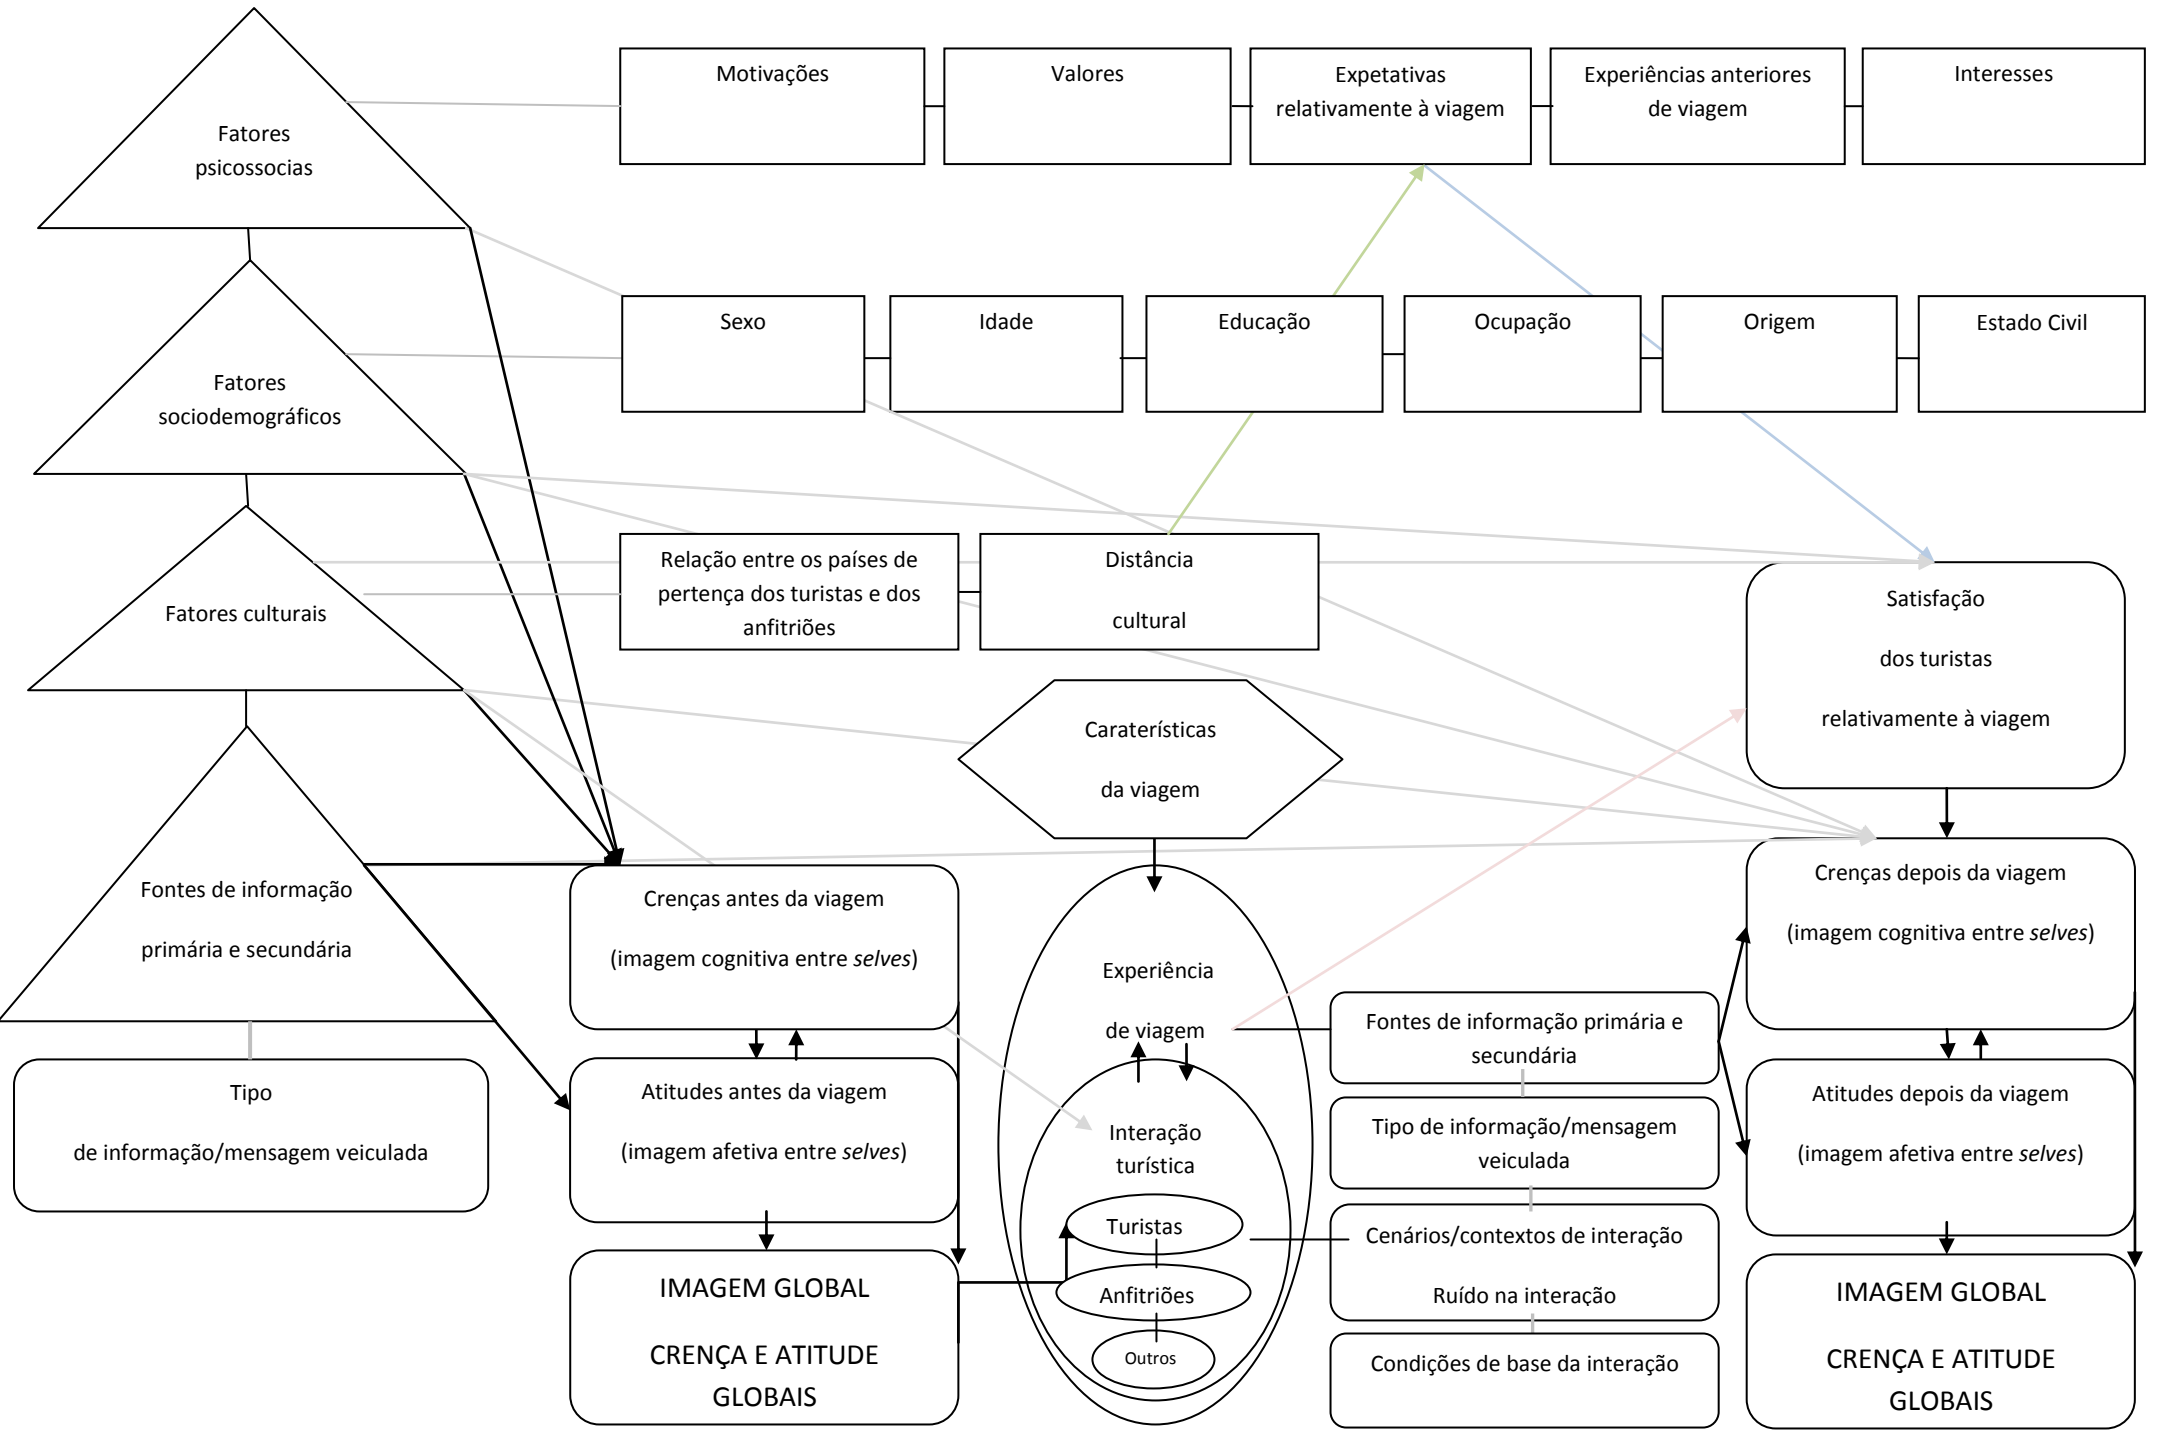 Fatores
psicossocias
Motivações
Valores
Expetativas
relativamente à viagem
Experiências anteriores
de viagem
Interesses
Fatores
sociodemográficos
Sexo
Idade
Educação
Ocupação
Origem
Estado Civil
Fatores culturais
Relação entre os países de
pertença dos turistas e dos
anfitriões
Distância
cultural
Satisfação
dos turistas
relativamente à viagem
Caraterísticas
da viagem
Fontes de informação
primária e secundária
Tipo
de informação/mensagem veiculada
Crenças antes da viagem
(imagem cognitiva entre selves)
Atitudes antes da viagem
(imagem afetiva entre selves)
IMAGEM GLOBAL
CRENÇA E ATITUDE
GLOBAIS
Experiência
de viagem
Interação
turística
Turistas
Anfitriões
Outros
Fontes de informação primária e
secundária
Tipo de informação/mensagem
veiculada
Cenários/contextos de interação
Ruído na interação
Condições de base da interação
Crenças depois da viagem
(imagem cognitiva entre selves)
Atitudes depois da viagem
(imagem afetiva entre selves)
IMAGEM GLOBAL
CRENÇA E ATITUDE
GLOBAIS